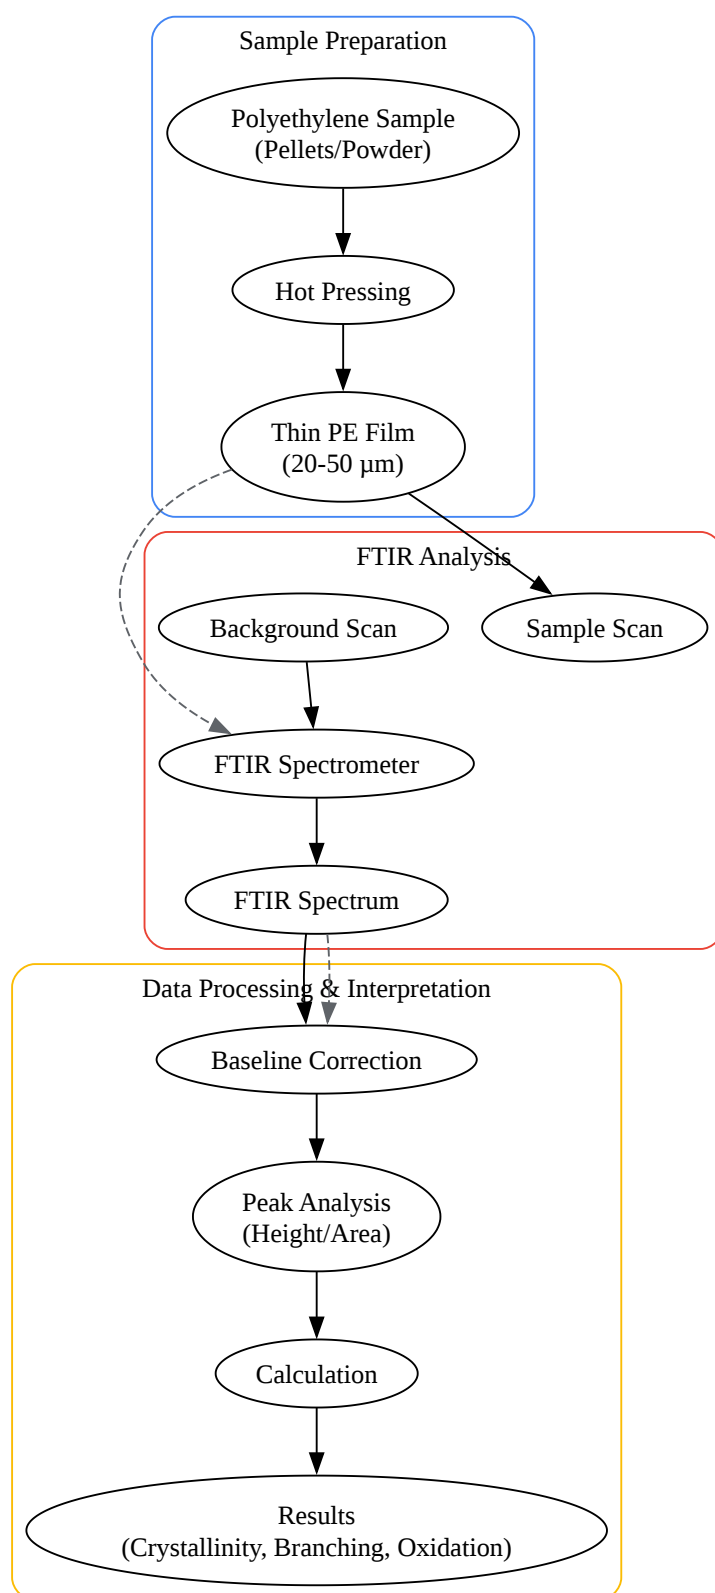 Sample Preparation
Polyethylene Sample
(Pellets/Powder)
Hot Pressing
Thin PE Film
(20-50 µm)
FTIR Analysis
Background Scan
Sample Scan
FTIR Spectrometer
FTIR Spectrum
Data Processing & Interpretation
Baseline Correction
Peak Analysis
(Height/Area)
Calculation
Results
(Crystallinity, Branching, Oxidation)